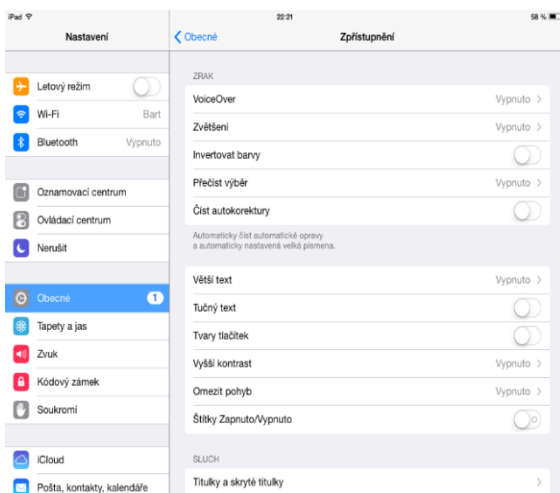 iPad
22:21
58 %
Nastavení
Obecné
Zpřístupnění
Letový režim
Wi-Fi Bart
Bluetooth Vypnuto
Oznamovací centrum
Ovládací centrum
Nerušit
Obecné 1
Tapety a jas
Zvuk
Kódový zámek
Soukromí
iCloud
Pošta, kontakty, kalendáře
ZRAK
VoiceOver Vypnuto
Zvětšení Vypnuto
Invertovat barvy
Přečíst výběr Vypnuto
Číst autokorektury
Automaticky číst automatické opravy
a automaticky nastavená velká písmena.
Větší text Vypnuto
Tučný text
Tvary tlačítek
Vyšší kontrast Vypnuto
Omezit pohyb Vypnuto
Štítky Zapnuto/Vypnuto
SLUCH
Titulky a skryté titulky